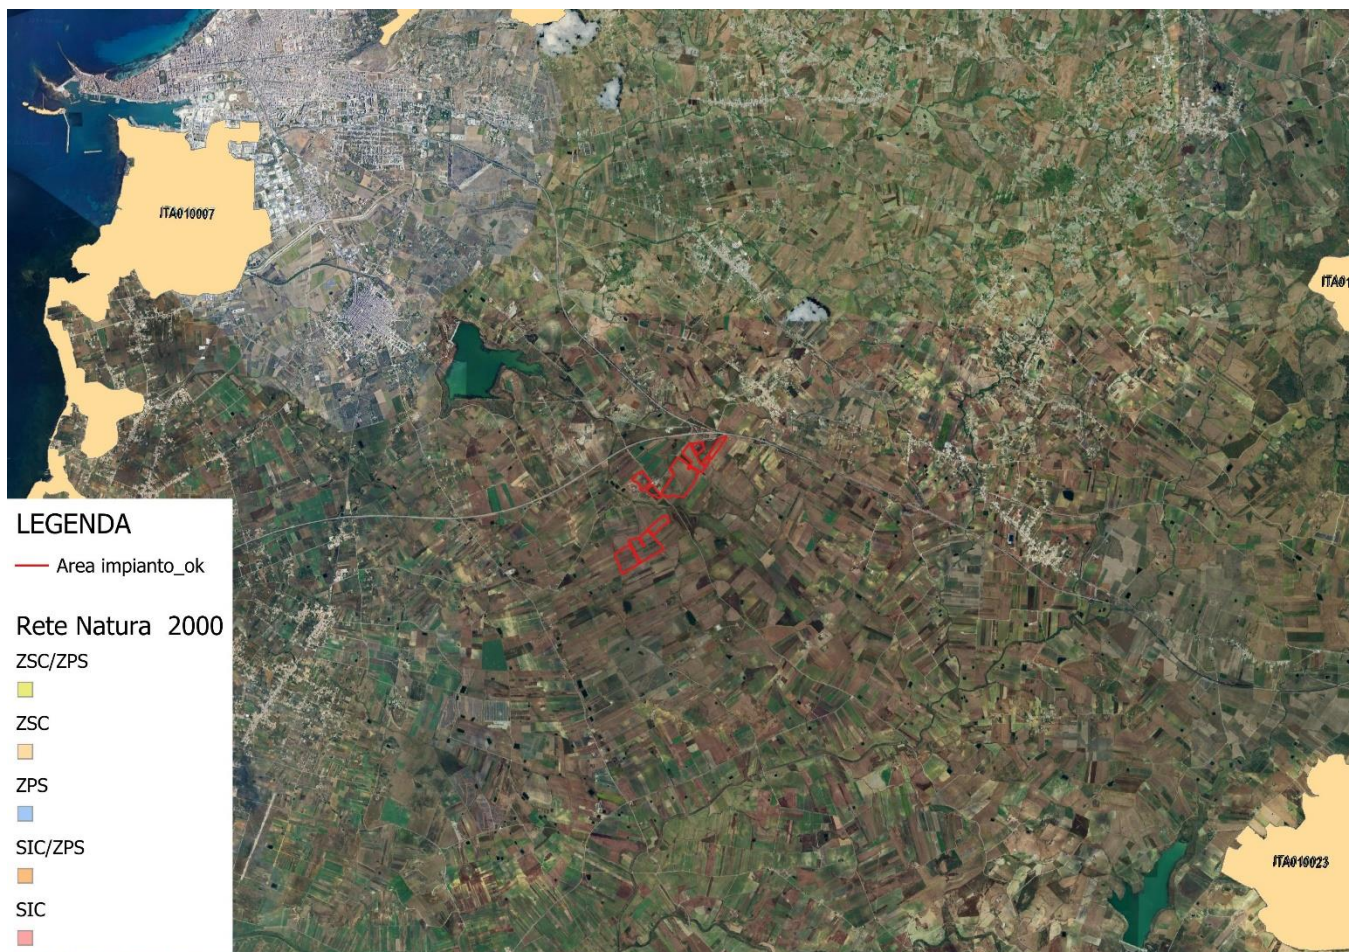 ITA010007
ITA01
LEGENDA
Area impianto_ok
Rete Natura 2000
ZSC/ZPS
ZSC
ZPS
SIC/ZPS
SIC
ITA010023